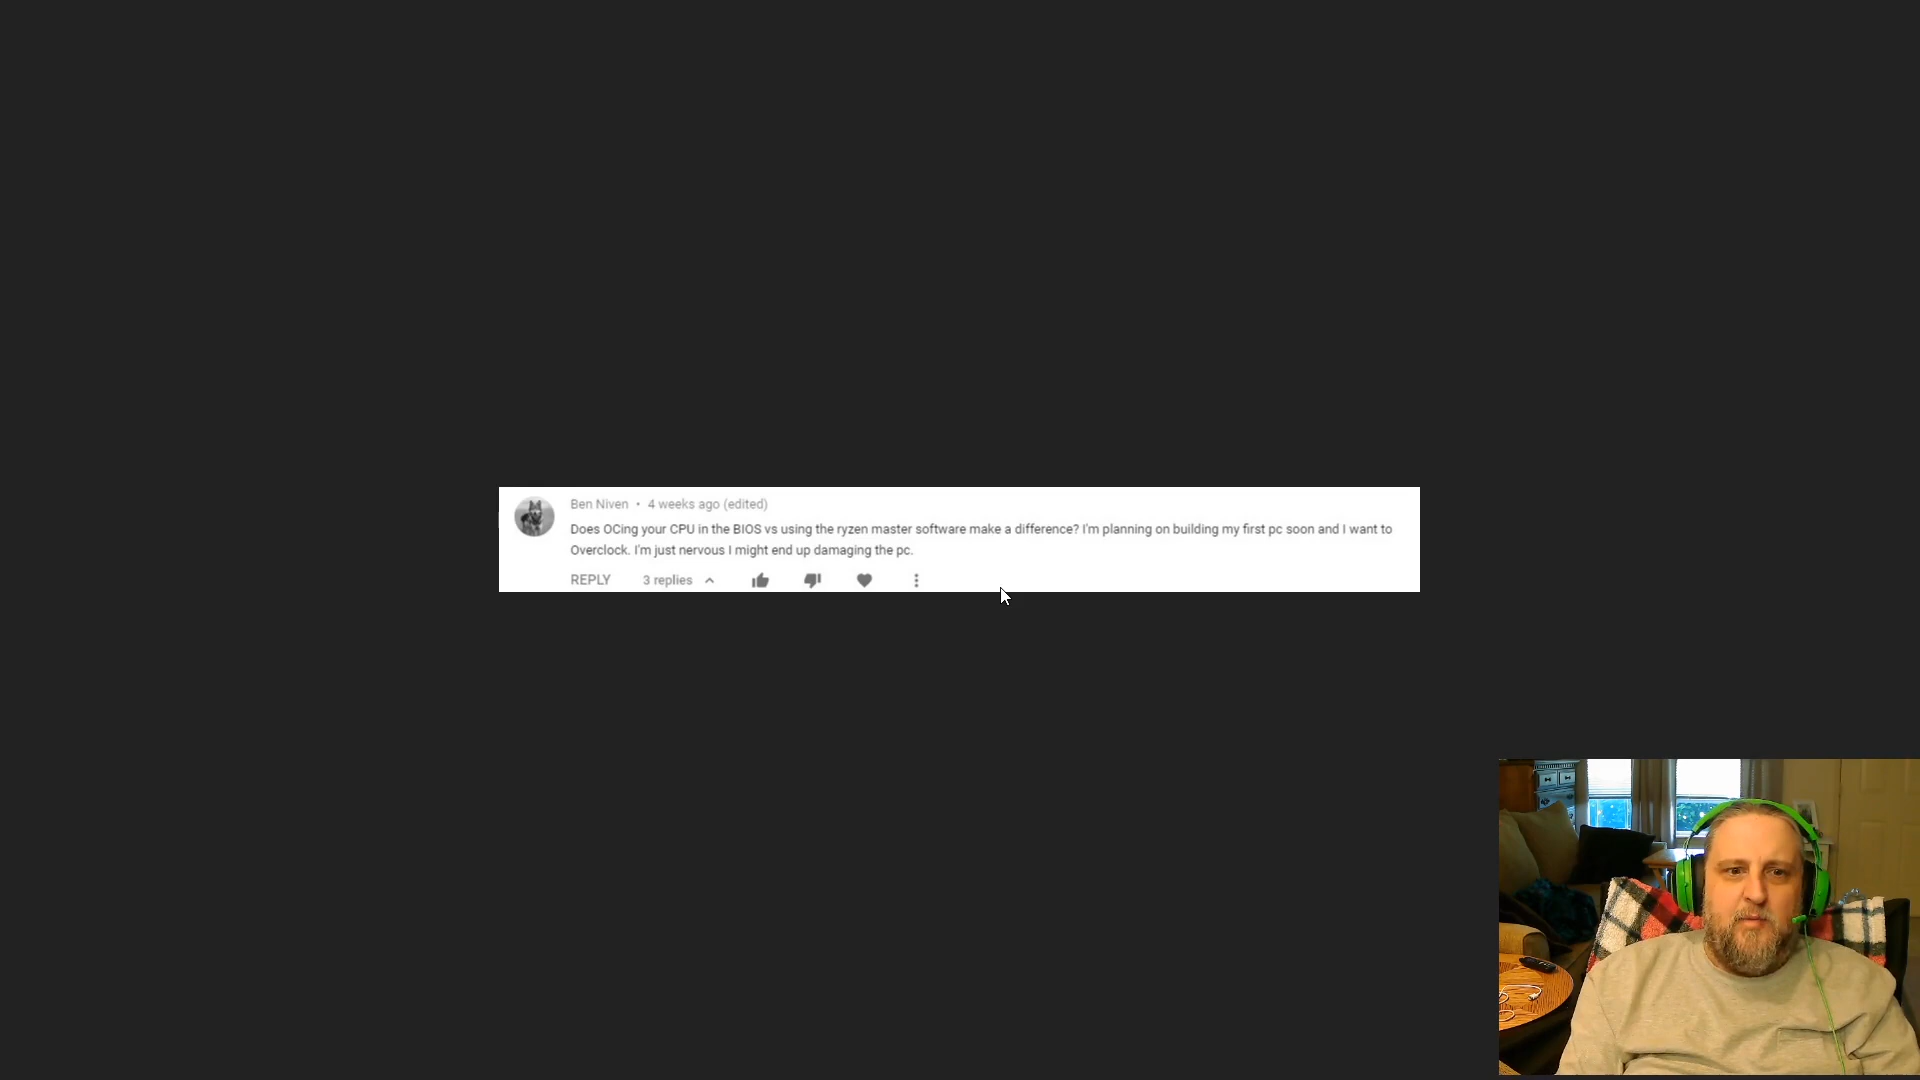 Ben Niven • 4 weeks ago (edited)
Does OCing your CPU in the BIOS vs using the ryzen master software make a difference? I'm planning on building my first pc soon and I want to
Overclock. I'm just nervous I might end up damaging the pc.
REPLY 3 replies